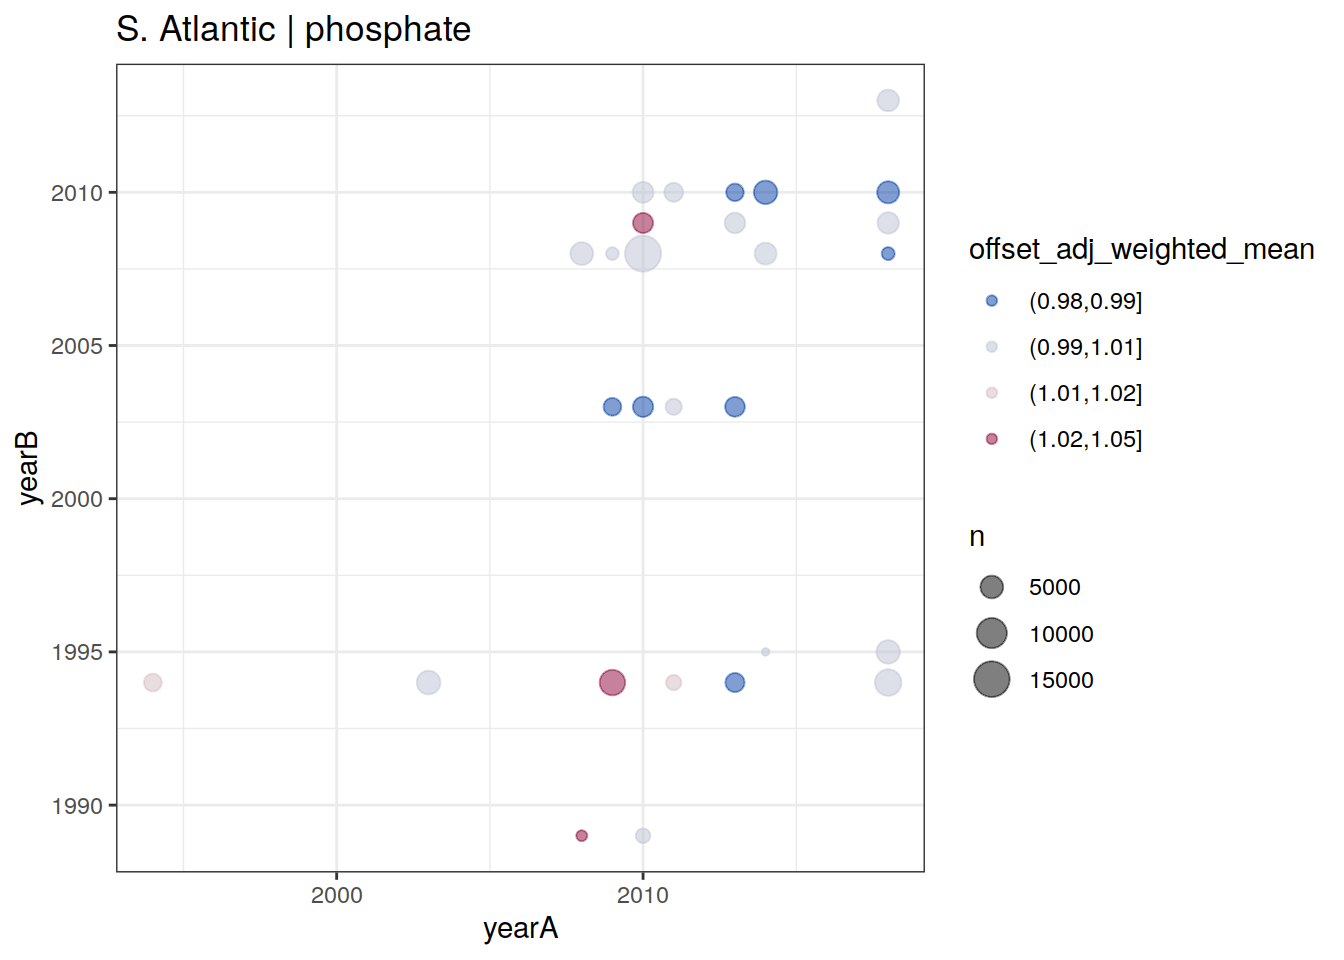 S. Atlantic | phosphate
2010
2005
2000
1995
1990
yearB
2000
2010
yearA
offset_adj_weighted_mean
(0.98,0.99]
(0.99,1.01]
(1.01,1.02]
(1.02,1.05]
n
5000
10000
15000